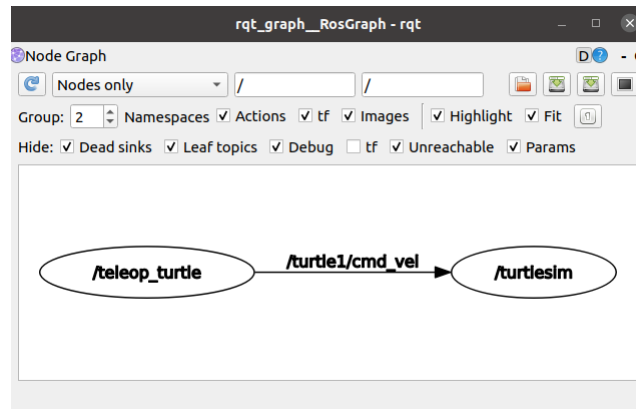 rqt_graph__RosGraph - rqt
Node Graph D ? -
Nodes only / /
Group: 2 Namespaces Actions tf Images Highlight Fit
Hide: Dead sinks Leaf topics Debug tf Unreachable Params
/teleop_turtle /turtle1/cmd_vel /turtlesim